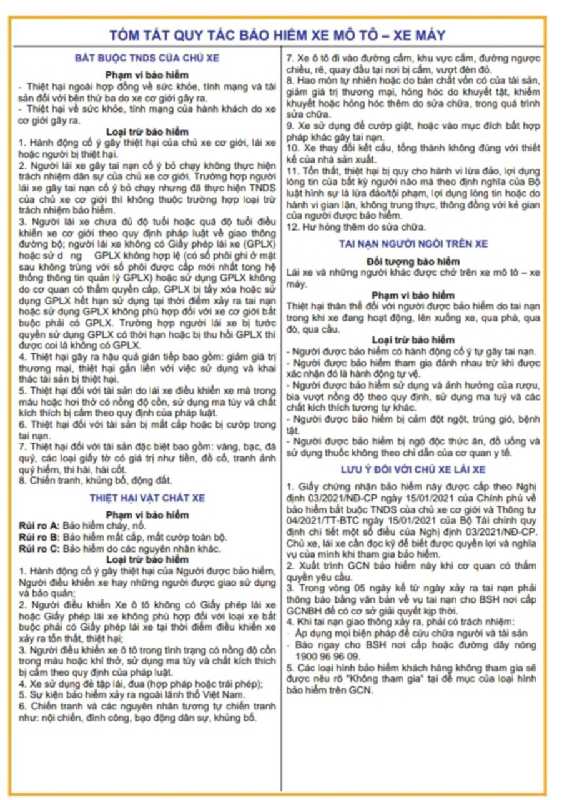 TÓM TẮT QUY TẮC BẢO HIỂM XE MÔ TÔ – XE MÁY
BẮT BUỘC TNDS CỦA CHỦ XE
Phạm vi bảo hiểm
- Thiệt hại ngoài hợp đồng về sức khỏe, tính mạng và tài
sản đối với bên thứ ba do xe cơ giới gây ra.
- Thiệt hại về sức khỏe, tính mạng của hành khách do xe
cơ giới gây ra.
Loại trừ bảo hiểm
1. Hành động cố ý gây thiệt hại của chủ xe cơ giới, lái xe
hoặc người bị thiệt hại.
2. Người lái xe gây tai nạn cố ý bỏ chạy không thực hiện
trách nhiệm dân sự của chủ xe cơ giới. Trường hợp người
lái xe gây tai nạn cố ý bỏ chạy nhưng đã thực hiện TNDS
của chủ xe cơ giới thì không thuộc trường hợp loại trừ
trách nhiệm bảo hiểm.
3. Người lái xe chưa đủ độ tuổi hoặc quá độ tuổi điều
khiển xe cơ giới theo quy định pháp luật về giao thông
đường bộ; người lái xe không có Giấy phép lái xe (GPLX)
hoặc sử d ng GPLX không hợp lệ (có số phôi ghi ở mặt
sau không trùng với số phôi được cấp mới nhất tong hệ
thống thông tin quản lý GPLX) hoặc sử dụng GPLX không
do cơ quan có thẩm quyền cấp, GPLX bị tẩy xóa hoặc sử
dụng GPLX hết hạn sử dụng tại thời điểm xảy ra tai nạn
hoặc sử dụng GPLX không phù hợp đối với xe cơ giới bắt
buộc phải có GPLX. Trường hợp người lái xe bị tước
quyền sử dụng GPLX có thời hạn hoặc bị thu hồi GPLX thì
được coi là không có GPLX.
4. Thiệt hại gây ra hậu quả gián tiếp bao gồm: giảm giá trị
thương mại, thiệt hại gắn liền với việc sử dụng và khai
thác tài sản bị thiệt hại.
5. Thiệt hại đối với tài sản do lái xe điều khiển xe mà trong
máu hoặc hơi thở có nồng độ cồn, sử dụng ma túy và chất
kích thích bị cấm theo quy định của pháp luật.
6. Thiệt hại đối với tài sản bị mất cắp hoặc bị cướp trong
tai nạn.
7. Thiệt hại đối với tài sản đặc biệt bao gồm: vàng, bạc, đá
quý, các loại giấy tờ có giá trị như tiền, đồ cổ, tranh ảnh
quý hiếm, thi hài, hài cốt.
8. Chiến tranh, khủng bố, động đất.
THIỆT HẠI VẬT CHẤT XE
Phạm vi bảo hiểm
Rủi ro A: Bảo hiểm cháy, nổ.
Rủi ro B: Bảo hiểm mất cắp, mất cướp toàn bộ.
Rủi ro C: Bảo hiểm do các nguyên nhân khác.
Loại trừ bảo hiểm
1. Hành động cố ý gây thiệt hại của Người được bảo hiểm,
Người điều khiển xe hay những người được giao sử dụng
và bảo quản;
2. Người điều khiển Xe ô tô không có Giấy phép lái xe
hoặc Giấy phép lái xe không phù hợp với loại xe bắt
buộc phải có Giấy phép lái xe tại thời điểm điều khiển xe
xảy ra tổn thất, thiệt hại;
3. Người điều khiển xe ô tô trong tình trạng có nồng độ cồn
trong máu hoặc khí thở, sử dụng ma túy và chất kích thích
bị cấm theo quy định của pháp luật.
4. Xe sử dụng để tập lái, đua (hợp pháp hoặc trái phép);
5. Sự kiện bảo hiểm xảy ra ngoài lãnh thổ Việt Nam.
6. Chiến tranh và các nguyên nhân tương tự chiến tranh
như: nội chiến, đình công, bạo động dân sự, khủng bố.
7. Xe ô tô đi vào đường cấm, khu vực cấm, đường ngược
chiều, rẽ, quay đầu tại nơi bị cấm, vượt đèn đỏ.
8. Hao mòn tự nhiên hoặc do bản chất vốn có của tài sản,
giảm giá trị thương mại, hỏng hóc do khuyết tật, khiếm
khuyết hoặc hỏng hóc thêm do sửa chữa, trong quá trình
sửa chữa.
9. Xe sử dụng để cướp giật, hoặc vào mục đích bất hợp
pháp khác gây tai nạn.
10. Xe thay đổi kết cấu, tổng thành không đúng với thiết
kế của nhà sản xuất.
11. Tổn thất, thiệt hại bị quy cho hành vi lừa đảo, lợi dụng
lòng tin của bất kỳ người nào mà theo định nghĩa của Bộ
luật hình sự là lừa đảo/tội phạm, lợi dụng lòng tin hoặc do
hành vi gian lận, không trung thực, thông đồng với kẻ gian
của người được bảo hiểm.
12. Hư hỏng thêm do sửa chữa.
TAI NẠN NGƯỜI NGỒI TRÊN XE
Đối tượng bảo hiểm
Lái xe và những người khác được chở trên xe mô tô – xe
máy.
Phạm vi bảo hiểm
Thiệt hại thân thể đối với người được bảo hiểm do tai nạn
trong khi xe đang hoạt động, lên xuống xe, qua phà, qua
đò, qua cầu.
Loại trừ bảo hiểm
- Người được bảo hiểm có hành động cố ý tự gây tai nạn.
- Người được bảo hiểm tham gia đánh nhau trừ khi được
xác nhận đó là hành động tự vệ.
- Người được bảo hiểm sử dụng và ảnh hưởng của rượu,
bia vượt nồng độ theo quy định, sử dụng ma tuý và các
chất kích thích tương tự khác.
- Người được bảo hiểm bị cảm đột ngột, trúng gió, bệnh
tật.
- Người được bảo hiểm bị ngộ độc thức ăn, đồ uống và
sử dụng thuốc không theo chỉ dẫn của cơ quan y tế.
LƯU Ý ĐỐI VỚI CHỦ XE LÁI XE
1. Giấy chứng nhận bảo hiểm này được cấp theo Nghị
định 03/2021/NĐ-CP ngày 15/01/2021 của Chính phủ về
bảo hiểm bắt buộc TNDS của chủ xe cơ giới và Thông tư
04/2021/TT-BTC ngày 15/01/2021 của Bộ Tài chính quy
định chi tiết một số điều của Nghị định 03/2021/NĐ-CP.
Chủ xe, lái xe cần đọc kỹ để biết được quyền lợi và nghĩa
vụ của mình khi tham gia bảo hiểm.
2. Xuất trình GCN bảo hiểm này khi cơ quan có thẩm
quyền yêu cầu.
3. Trong vòng 05 ngày kể từ ngày xảy ra tai nạn phải
thông báo bằng văn bản về vụ tai nạn cho BSH nơi cấp
GCNBH để có cơ sở giải quyết kịp thời.
4. Khi tai nạn giao thông xảy ra, phải có trách nhiệm:
- Áp dụng mọi biện pháp để cứu chữa người và tài sản
- Báo ngay cho BSH nơi cấp hoặc đường dây nóng
1900 96 96 09.
5. Các loại hình bảo hiểm khách hàng không tham gia sẽ
được nêu rõ "Không tham gia" tại đề mục của loại hình
bảo hiểm trên GCN.